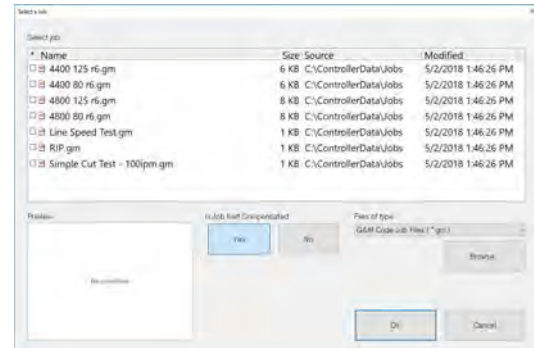 Select a Job
Select job
* Name Size Source Modified
4400 125 r6.gm 6 KB C:\ControllerData\Jobs 5/2/2018 1:46:26 PM
4400 80 r6.gm 6 KB C:\ControllerData\Jobs 5/2/2018 1:46:26 PM
4800 125 r6.gm 8 KB C:\ControllerData\Jobs 5/2/2018 1:46:26 PM
4800 80 r6.gm 8 KB C:\ControllerData\Jobs 5/2/2018 1:46:26 PM
Line Speed Test.gm 1 KB C:\ControllerData\Jobs 5/2/2018 1:46:26 PM
RIP.gm 1 KB C:\ControllerData\Jobs 5/2/2018 1:46:26 PM
Simple Cut Test - 100ipm.gm 1 KB C:\ControllerData\Jobs 5/2/2018 1:46:26 PM
Preview Is Job Kerf Compensated Files of type
Yes No G&M Code Job Files ( *.gm )
Browse
No preview
Ok Cancel